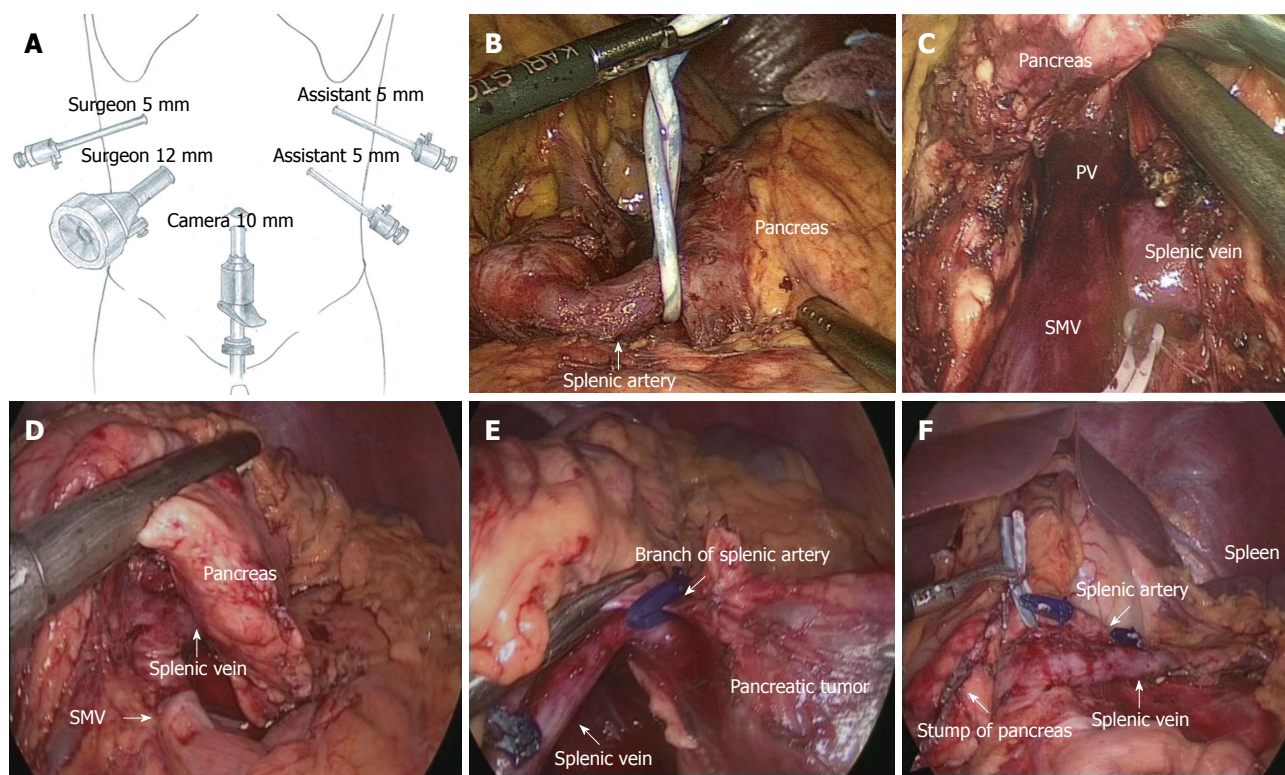 A
Surgeon 5 mm
Assistant 5 mm
Surgeon 12 mm
Assistant 5 mm
Camera 10 mm
B
KARL STO
Pancreas
Splenic artery
C
Pancreas
PV
Splenic vein
SMV
D
Pancreas
Splenic vein
SMV
E
Branch of splenic artery
Pancreatic tumor
Splenic vein
F
Spleen
Splenic artery
Stump of pancreas
Splenic vein